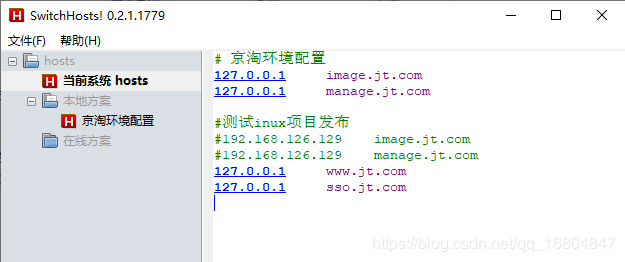 SwitchHosts! 0.2.1.1779
文件(F) 帮助(H)
hosts
当前系统 hosts
本地方案
京淘环境配置
在线方案
# 京淘环境配置
127.0.0.1 image.jt.com
127.0.0.1 manage.jt.com
#测试inux项目发布
#192.168.126.129 image.jt.com
#192.168.126.129 manage.jt.com
127.0.0.1 www.jt.com
127.0.0.1 sso.jt.com
https://blog.csdn.net/qq_16804847